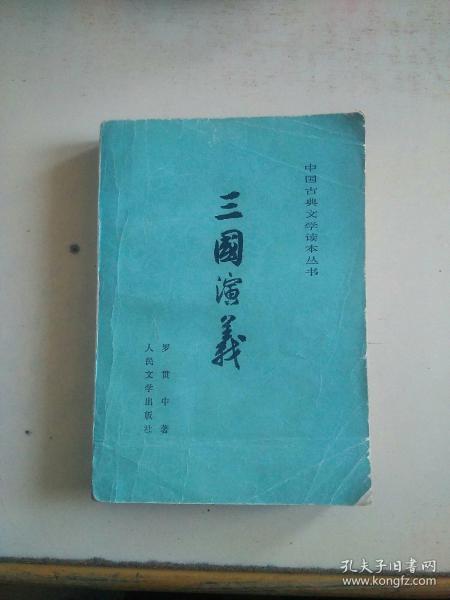 中国古典文学读本丛书
三國演義
罗贯中著
人民文学出版社
孔夫子旧书网
www.kongfz.com